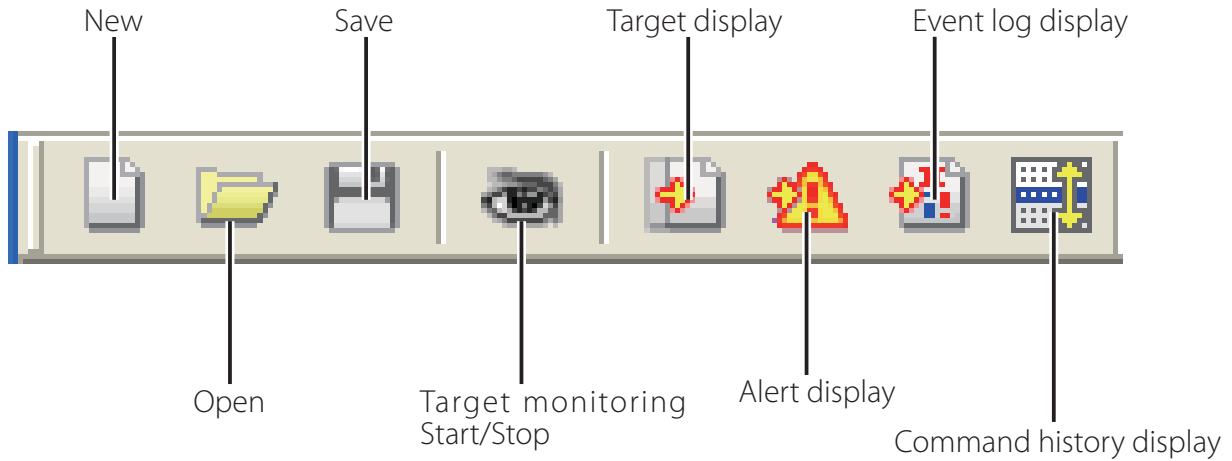 New
Save
Target display
Event log display
Open
Target monitoring
Start/Stop
Alert display
Command history display